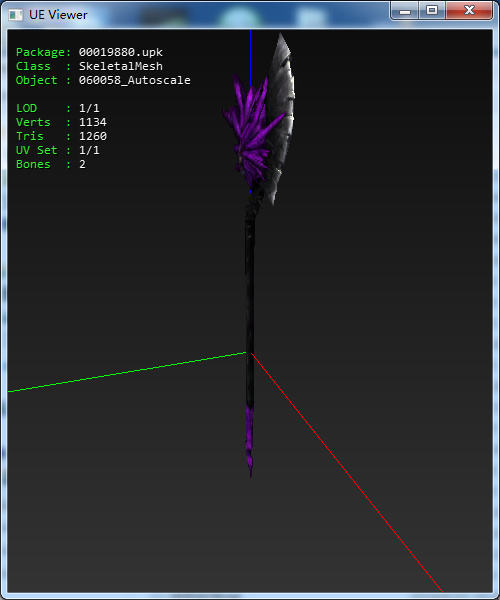 UE Viewer
Package: 00019880.upk
Class : SkeletalMesh
Object : 060058_Autoscale
LOD : 1/1
Verts : 1134
Tris : 1260
UV Set : 1/1
Bones : 2